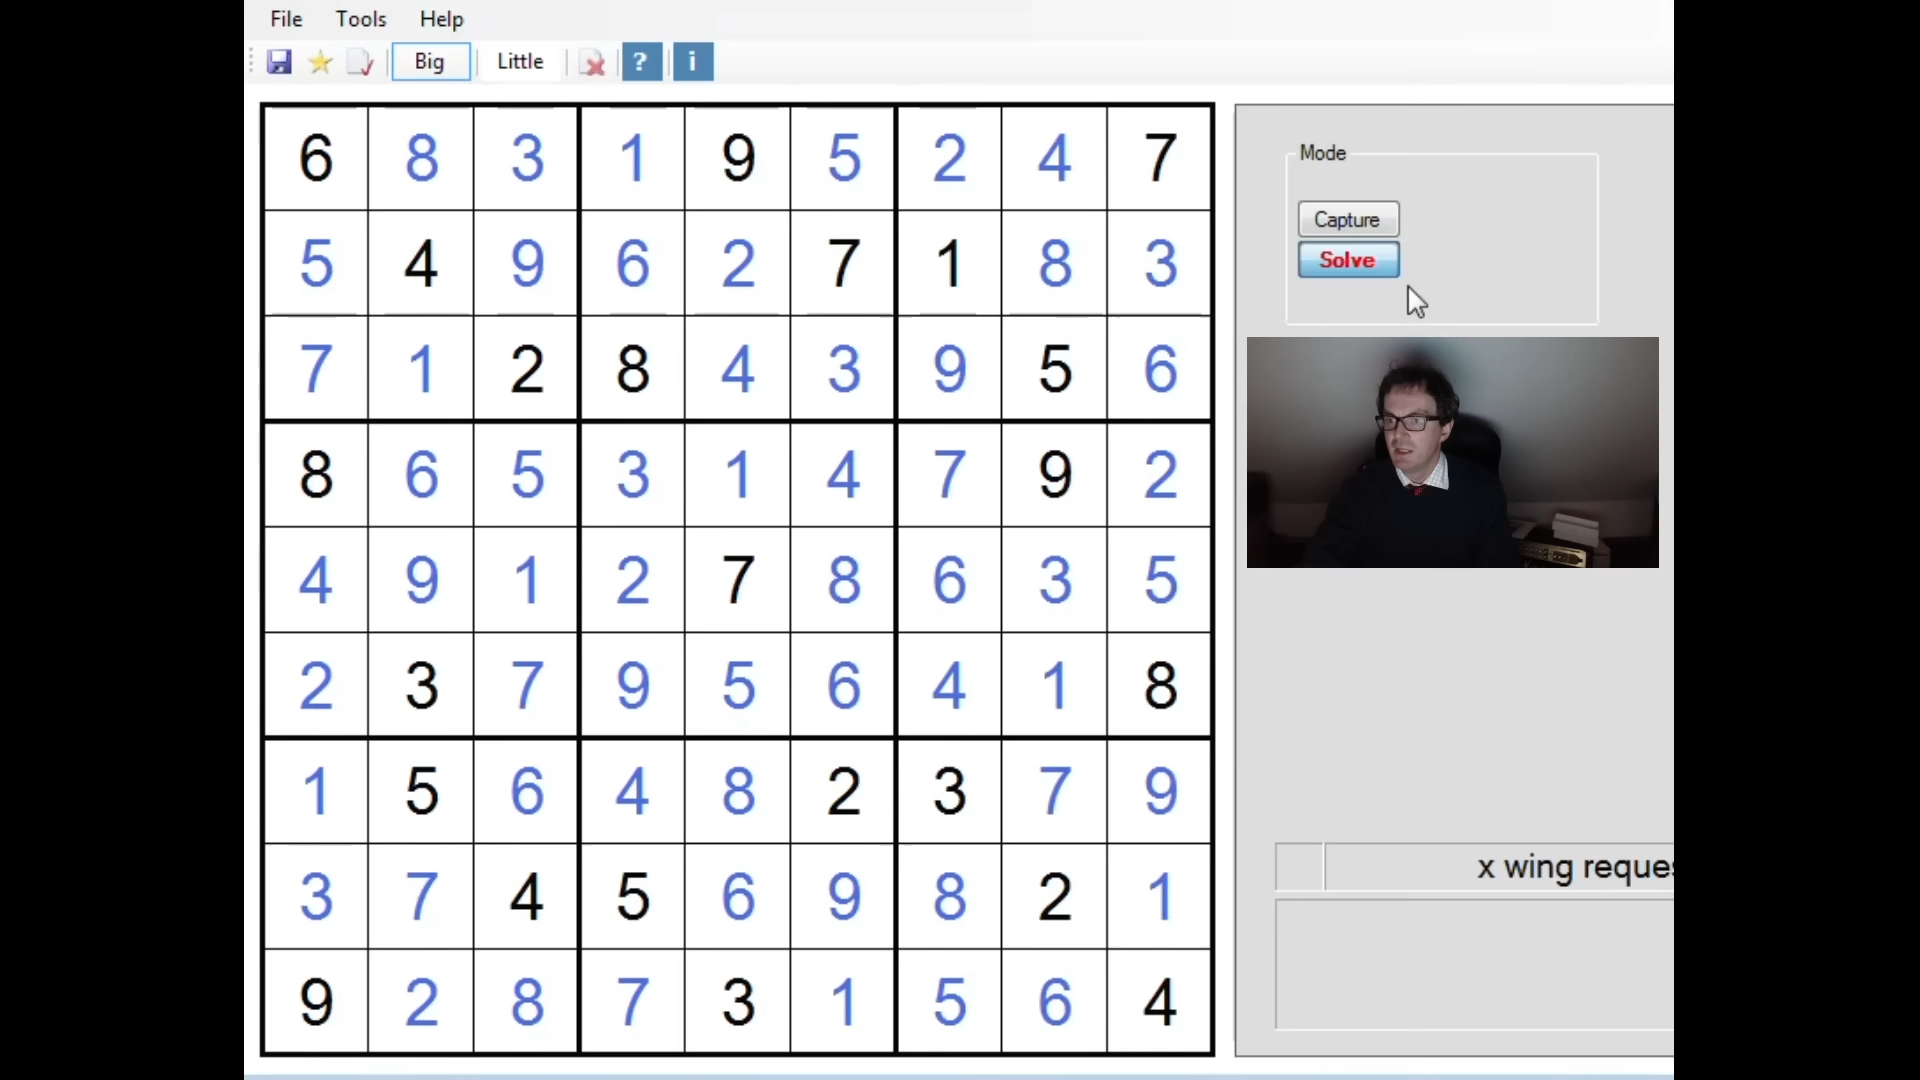 File Tools Help
Big Little ? i
6 8 3 1 9 5 2 4 7
5 4 9 6 2 7 1 8 3
7 1 2 8 4 3 9 5 6
8 6 5 3 1 4 7 9 2
4 9 1 2 7 8 6 3 5
2 3 7 9 5 6 4 1 8
1 5 6 4 8 2 3 7 9
3 7 4 5 6 9 8 2 1
9 2 8 7 3 1 5 6 4
Mode
Capture
Solve
x wing reques